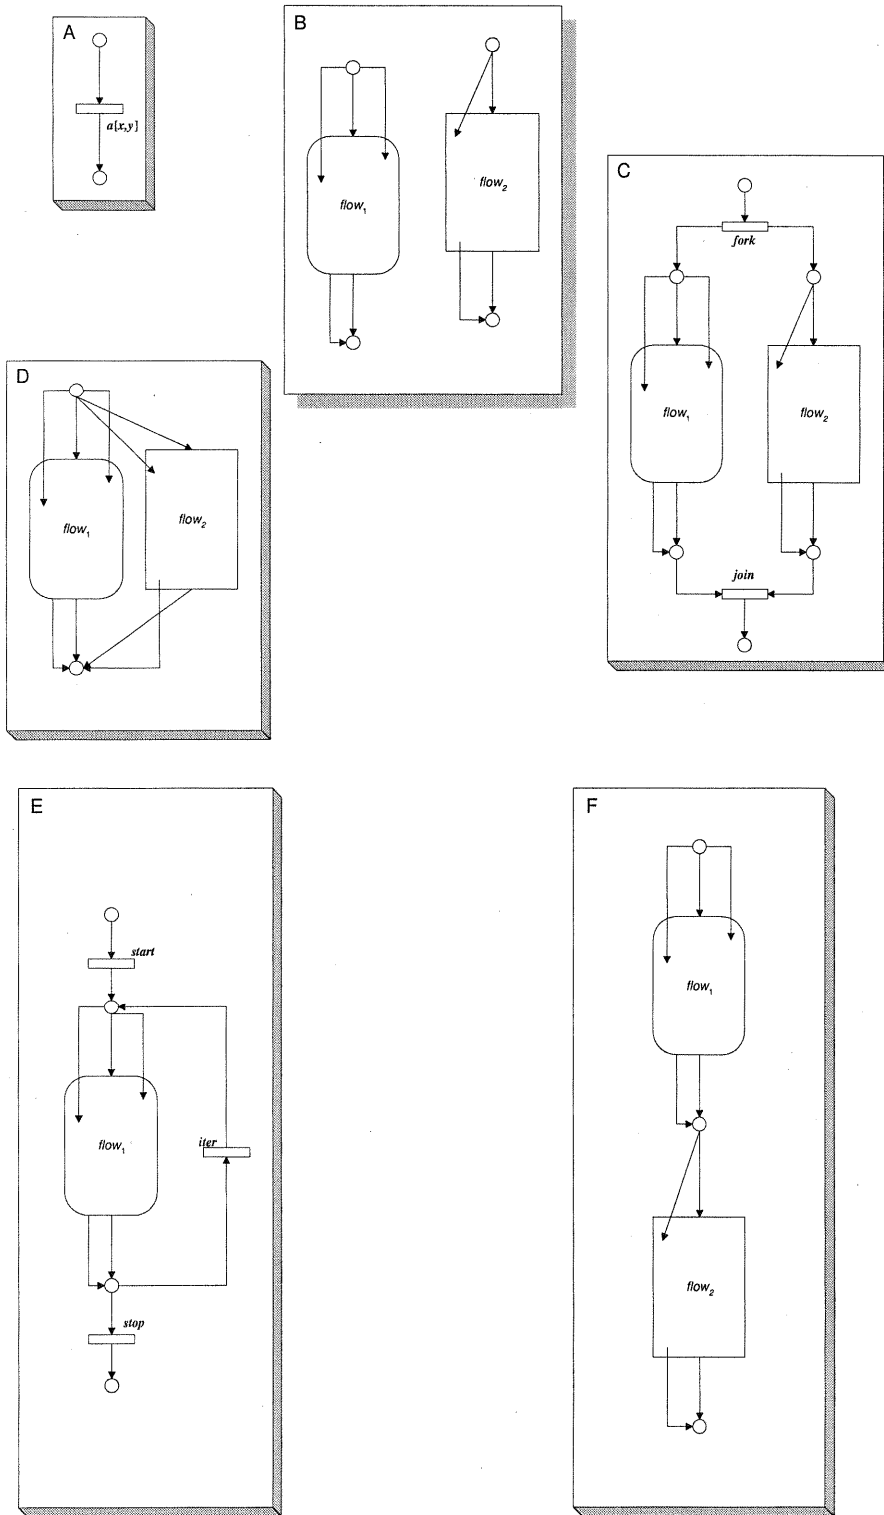 A
a[x,y]
B
flow₁
flow₂
C
fork
flow₁
flow₂
join
D
flow₁
flow₂
E
start
flow₁
iter
stop
F
flow₁
flow₂